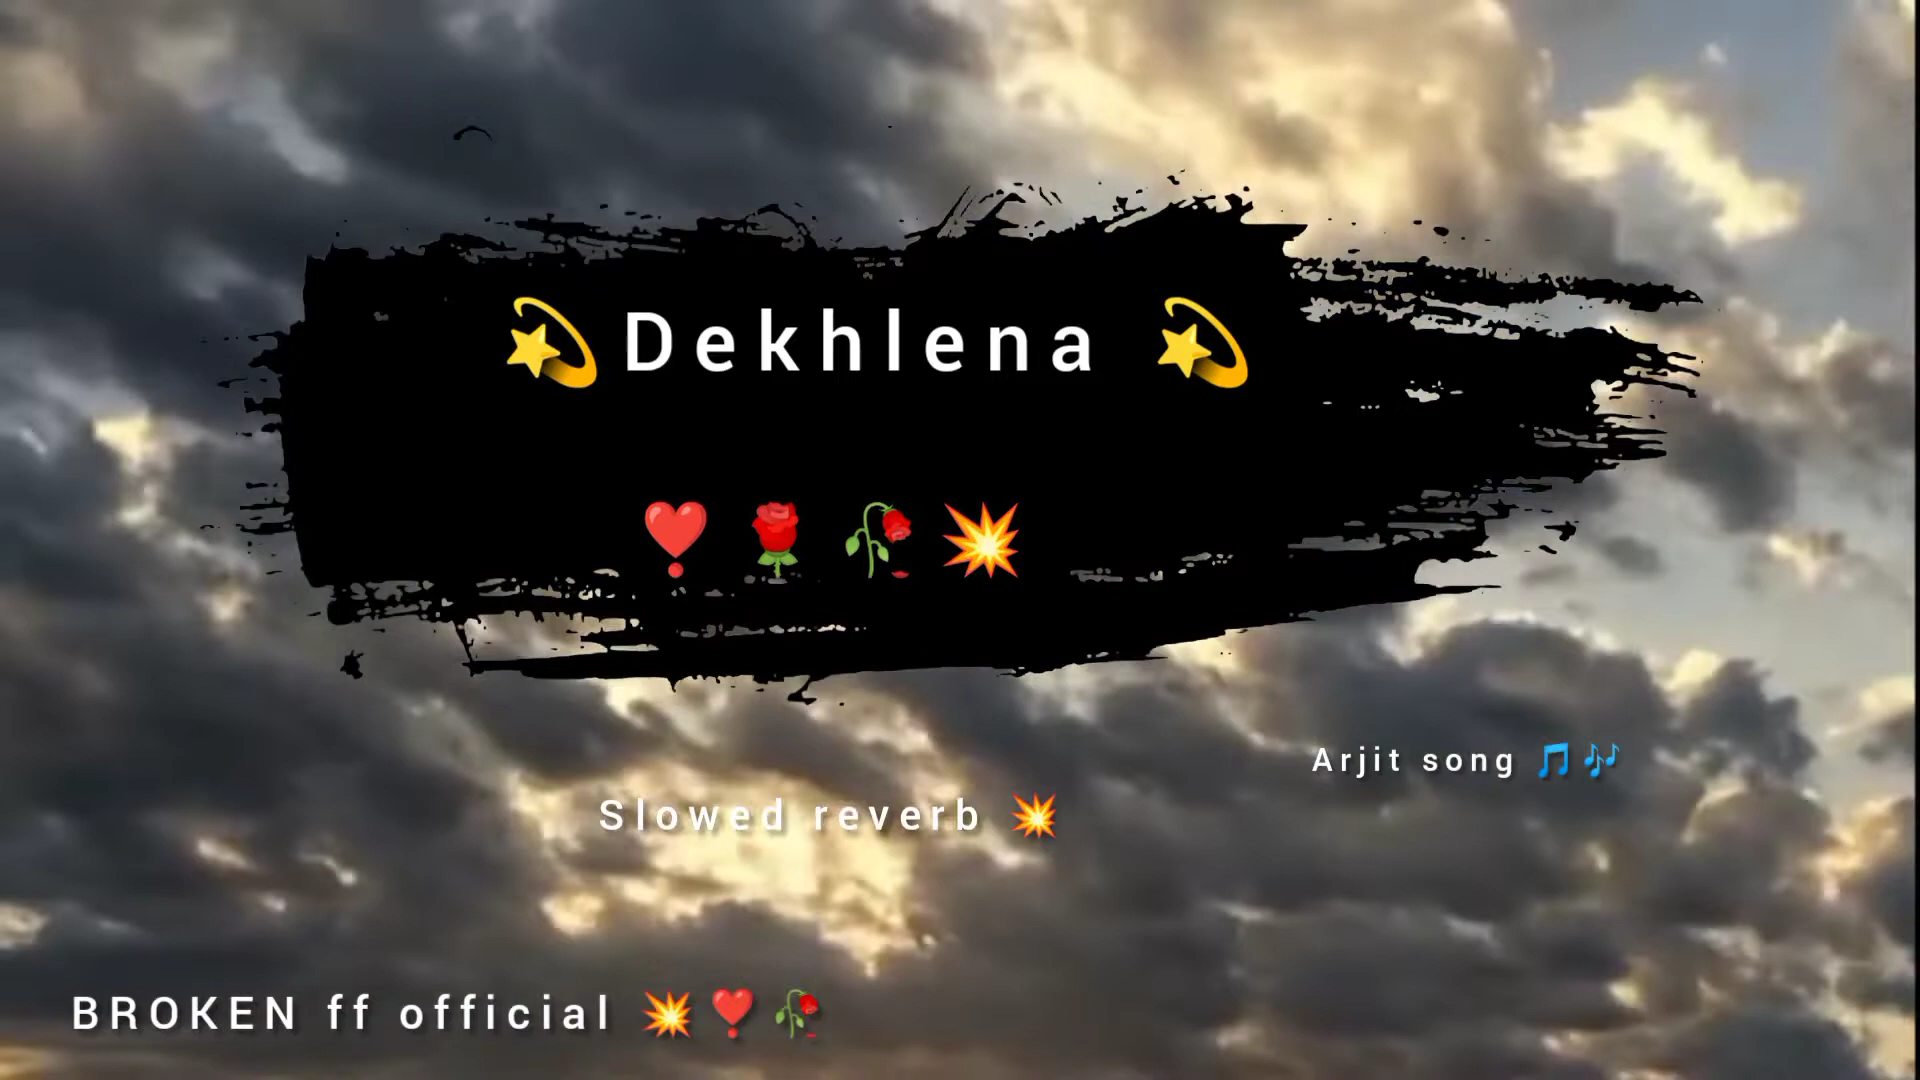 💫Dekhlena 💫
❣️🌹🥀💥
Arjit song 🎵🎶
Slowed reverb 💥
BROKEN ff official 💥❣️🥀